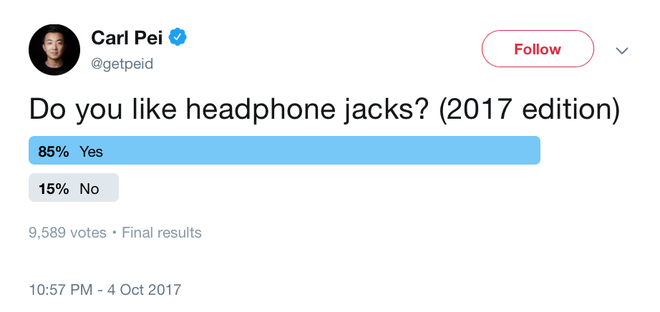 Carl Pei
@getpeid
Follow
Do you like headphone jacks? (2017 edition)
85% Yes
15% No
9,589 votes • Final results
10:57 PM - 4 Oct 2017